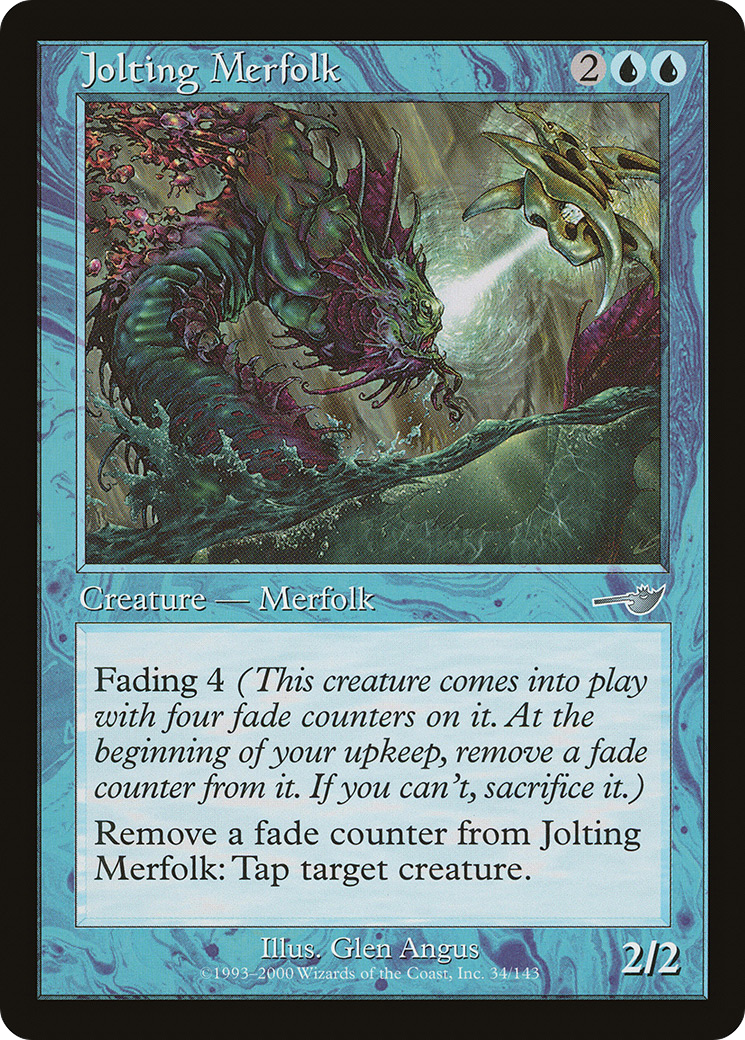 Jolting Merfolk 2
Creature — Merfolk
Fading 4 (This creature comes into play
with four fade counters on it. At the
beginning of your upkeep, remove a fade
counter from it. If you can't, sacrifice it.)
Remove a fade counter from Jolting
Merfolk: Tap target creature.
Illus. Glen Angus
©1993–2000 Wizards of the Coast, Inc. 34/143
2/2